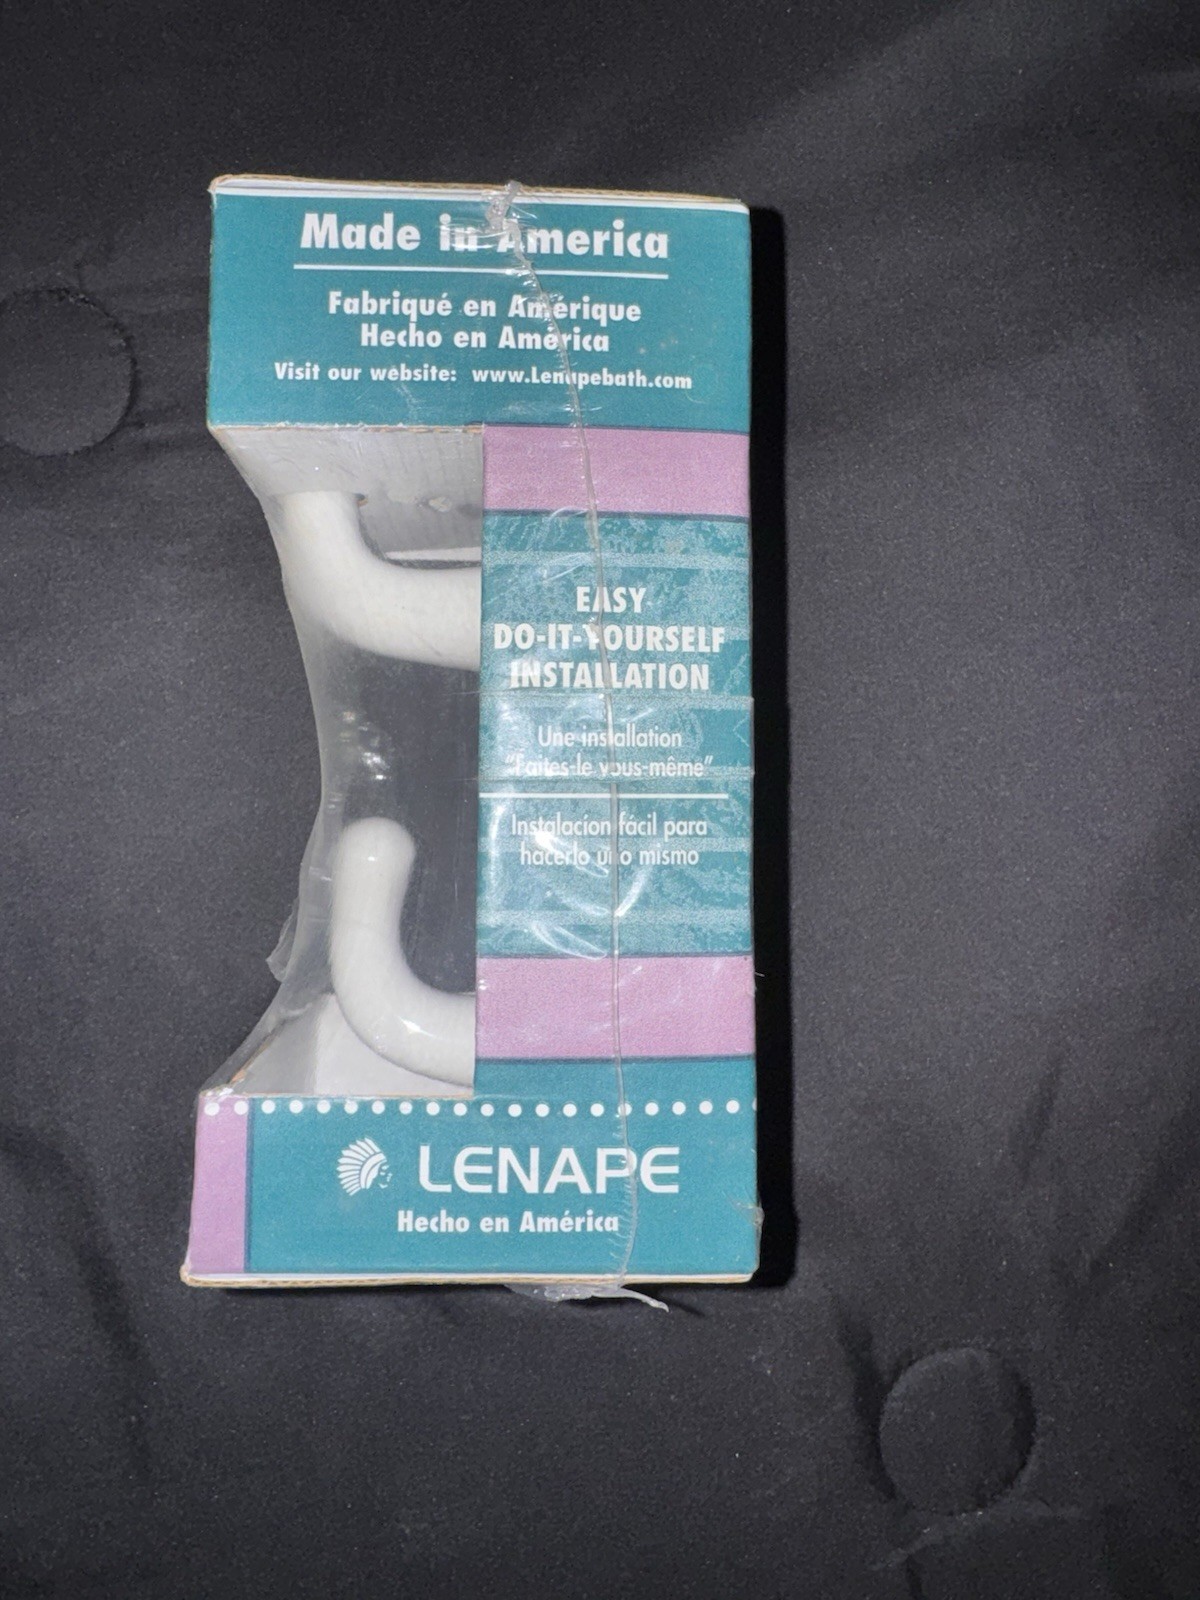 Made in America
Fabriqué en Amérique
Hecho en América
Visit our website: www.Lenapebath.com
EASY
DO-IT-YOURSELF
INSTALLATION
Une installation
"Faites-le vous-même"
Instalacion fácil para
hacerlo uno mismo
LENAPE
Hecho en América